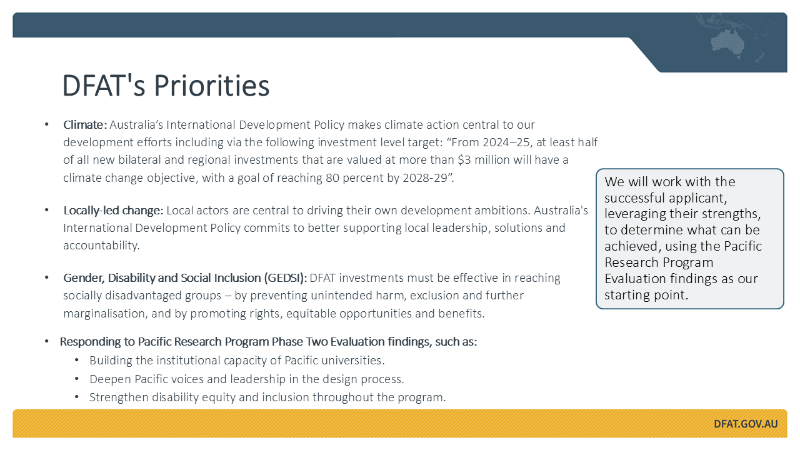 DFAT's Priorities
• Climate: Australia's International Development Policy makes climate action central to our
development efforts including via the following investment level target: "From 2024–25, at least half
of all new bilateral and regional investments that are valued at more than $3 million will have a
climate change objective, with a goal of reaching 80 percent by 2028-29".
• Locally-led change: Local actors are central to driving their own development ambitions. Australia's
International Development Policy commits to better supporting local leadership, solutions and
accountability.
• Gender, Disability and Social Inclusion (GEDSI): DFAT investments must be effective in reaching
socially disadvantaged groups – by preventing unintended harm, exclusion and further
marginalisation, and by promoting rights, equitable opportunities and benefits.
• Responding to Pacific Research Program Phase Two Evaluation findings, such as:
• Building the institutional capacity of Pacific universities.
• Deepen Pacific voices and leadership in the design process.
• Strengthen disability equity and inclusion throughout the program.
We will work with the
successful applicant,
leveraging their strengths,
to determine what can be
achieved, using the Pacific
Research Program
Evaluation findings as our
starting point.
DFAT.GOV.AU